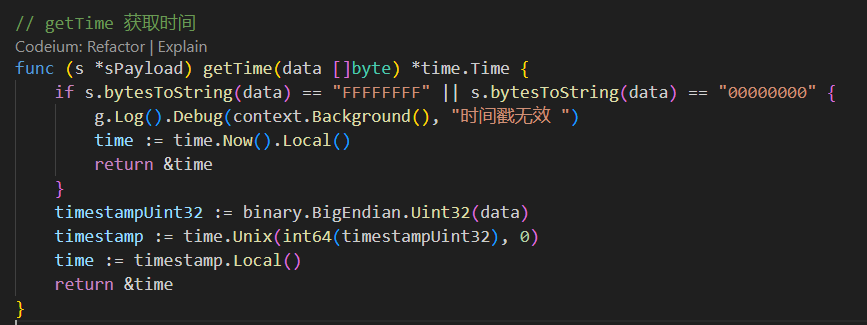 // getTime 获取时间
Codeium: Refactor | Explain
func (s *sPayload) getTime(data []byte) *time.Time {
    if s.bytesToString(data) == "FFFFFFFF" || s.bytesToString(data) == "00000000" {
        g.Log().Debug(context.Background(), "时间戳无效 ")
        time := time.Now().Local()
        return &time
    }
    timestampUint32 := binary.BigEndian.Uint32(data)
    timestamp := time.Unix(int64(timestampUint32), 0)
    time := timestamp.Local()
    return &time
}